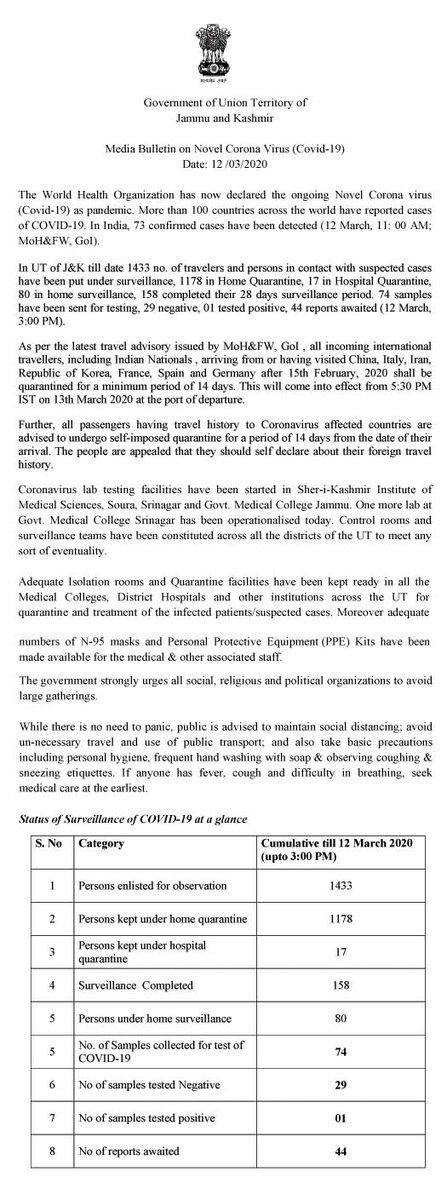 Government of Union Territory of
Jammu and Kashmir
Media Bulletin on Novel Corona Virus (Covid-19)
Date: 12 /03/2020
The World Health Organization has now declared the ongoing Novel Corona virus
(Covid-19) as pandemic. More than 100 countries across the world have reported cases
of COVID-19. In India, 73 confirmed cases have been detected (12 March, 11: 00 AM;
MoH&FW, GoI).
In UT of J&K till date 1433 no. of travelers and persons in contact with suspected cases
have been put under surveillance, 1178 in Home Quarantine, 17 in Hospital Quarantine,
80 in home surveillance, 158 completed their 28 days surveillance period. 74 samples
have been sent for testing, 29 negative, 01 tested positive, 44 reports awaited (12 March,
3:00 PM).
As per the latest travel advisory issued by MoH&FW, GoI , all incoming international
travellers, including Indian Nationals , arriving from or having visited China, Italy, Iran,
Republic of Korea, France, Spain and Germany after 15th February, 2020 shall be
quarantined for a minimum period of 14 days. This will come into effect from 5:30 PM
IST on 13th March 2020 at the port of departure.
Further, all passengers having travel history to Coronavirus affected countries are
advised to undergo self-imposed quarantine for a period of 14 days from the date of their
arrival. The people are appealed that they should self declare about their foreign travel
history.
Coronavirus lab testing facilities have been started in Sher-i-Kashmir Institute of
Medical Sciences, Soura, Srinagar and Govt. Medical College Jammu. One more lab at
Govt. Medical College Srinagar has been operationalised today. Control rooms and
surveillance teams have been constituted across all the districts of the UT to meet any
sort of eventuality.
Adequate Isolation rooms and Quarantine facilities have been kept ready in all the
Medical Colleges, District Hospitals and other institutions across the UT for
quarantine and treatment of the infected patients/suspected cases. Moreover adequate
numbers of N-95 masks and Personal Protective Equipment (PPE) Kits have been
made available for the medical & other associated staff.
The government strongly urges all social, religious and political organizations to avoid
large gatherings.
While there is no need to panic, public is advised to maintain social distancing; avoid
un-necessary travel and use of public transport; and also take basic precautions
including personal hygiene, frequent hand washing with soap & observing coughing &
sneezing etiquettes. If anyone has fever, cough and difficulty in breathing, seek
medical care at the earliest.
Status of Surveillance of COVID-19 at a glance
S. No Category Cumulative till 12 March 2020
(upto 3:00 PM)
1 Persons enlisted for observation 1433
2 Persons kept under home quarantine 1178
3 Persons kept under hospital
quarantine 17
4 Surveillance Completed 158
5 Persons under home surveillance 80
5 No. of Samples collected for test of
COVID-19 74
6 No of samples tested Negative 29
7 No of samples tested positive 01
8 No of reports awaited 44